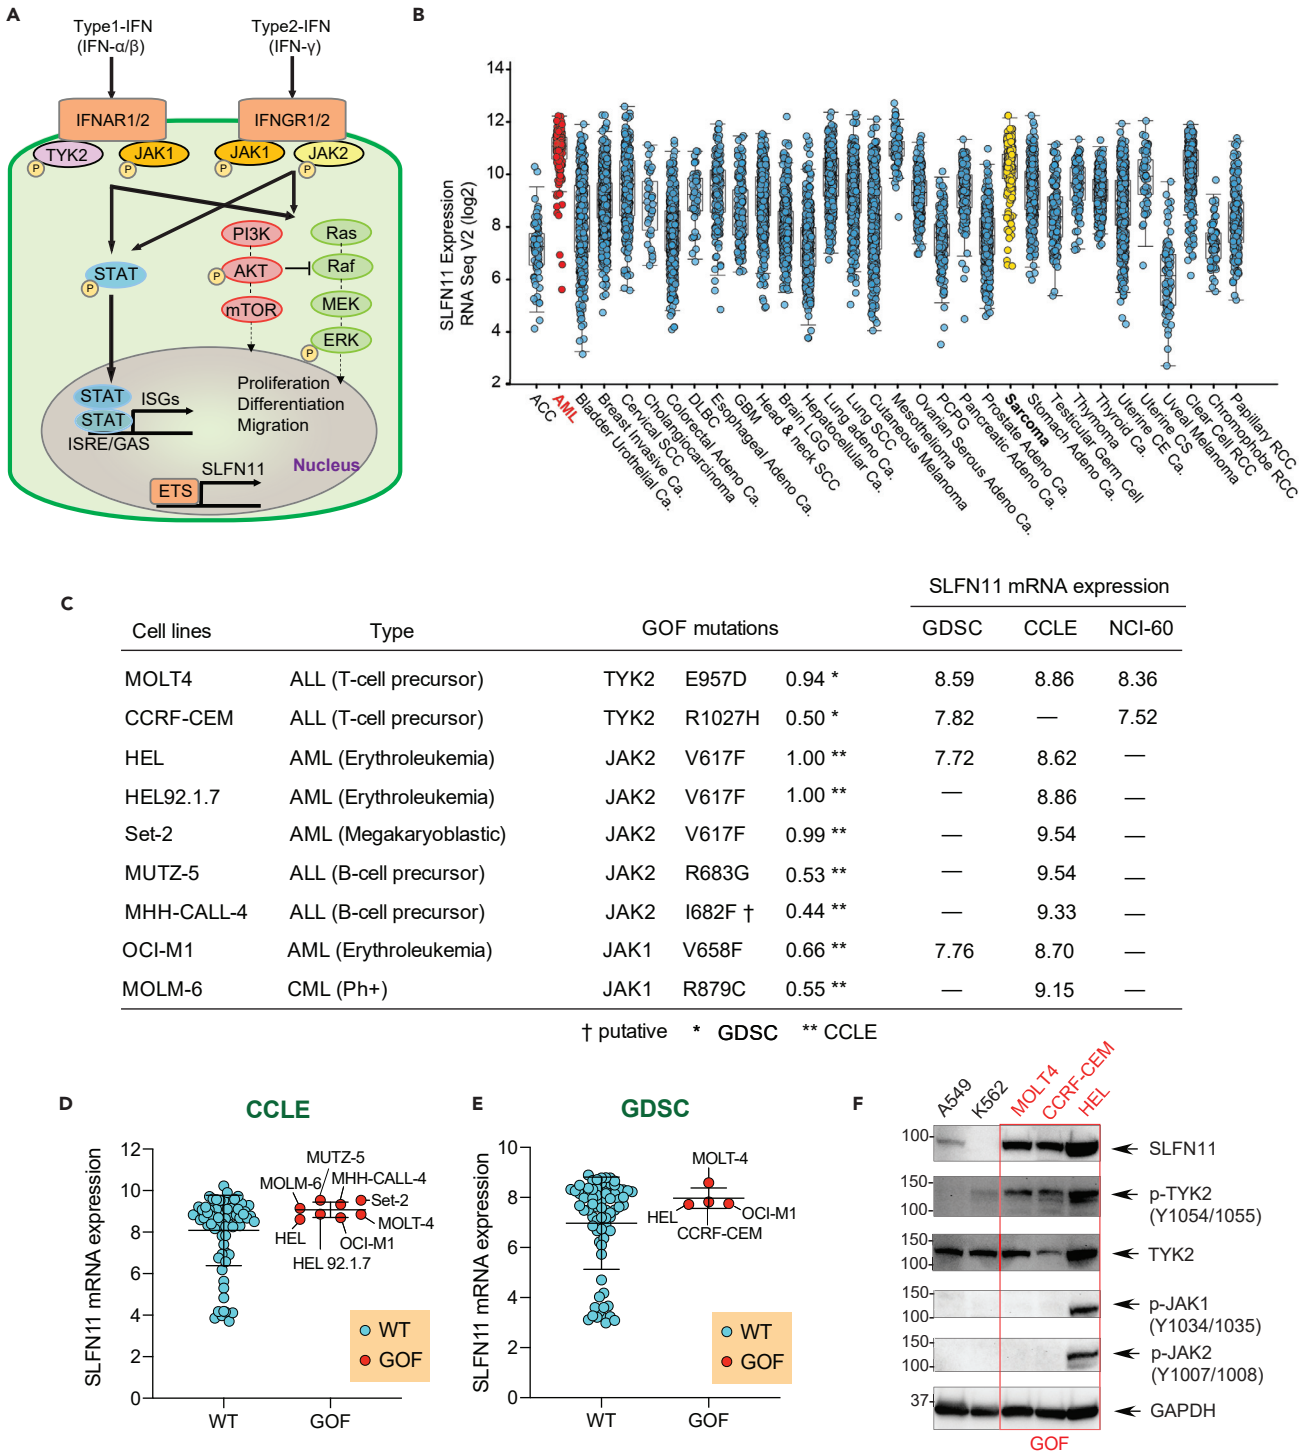 A
Type1-IFN
(IFN-α/β)
Type2-IFN
(IFN-γ)
IFNAR1/2
IFNGR1/2
TYK2
JAK1
JAK1
JAK2
P
P
P
P
PI3K
Ras
STAT
P
P
AKT
Raf
mTOR
MEK
P
ERK
STAT
STAT
ISGs
ISRE/GAS
Proliferation
Differentiation
Migration
Nucleus
SLFN11
ETS
B
SLFN11 Expression
RNA Seq V2 (log2)
14
12
10
8
6
4
2
ACC
AML
Bladder Urothelial Ca.
Breast Invasive Ca.
Cervical SCC
Cholangiocarcinoma
Colorectal Adeno Ca.
DLBC
Esophageal Adeno Ca.
GBM
Head & neck SCC
Brain LGG
Hepatocellular Ca.
Lung adeno Ca.
Lung SCC
Cutaneous Melanoma
Mesothelioma
Ovarian Serous Adeno Ca.
PCPG
Pancreatic Adeno Ca.
Prostate Adeno Ca.
Sarcoma
Stomach Adeno Ca.
Testicular Germ Cell
Thymoma
Thyroid Ca.
Uterine CE Ca.
Uterine CS
Uveal Melanoma
Clear Cell RCC
Chromophobe RCC
Papillary RCC
C
SLFN11 mRNA expression
Cell lines Type GOF mutations GDSC CCLE NCI-60
MOLT4 ALL (T-cell precursor) TYK2 E957D 0.94 * 8.59 8.86 8.36
CCRF-CEM ALL (T-cell precursor) TYK2 R1027H 0.50 * 7.82 — 7.52
HEL AML (Erythroleukemia) JAK2 V617F 1.00 ** 7.72 8.62 —
HEL92.1.7 AML (Erythroleukemia) JAK2 V617F 1.00 ** — 8.86 —
Set-2 AML (Megakaryoblastic) JAK2 V617F 0.99 ** — 9.54 —
MUTZ-5 ALL (B-cell precursor) JAK2 R683G 0.53 ** — 9.54 —
MHH-CALL-4 ALL (B-cell precursor) JAK2 I682F † 0.44 ** — 9.33 —
OCI-M1 AML (Erythroleukemia) JAK1 V658F 0.66 ** 7.76 8.70 —
MOLM-6 CML (Ph+) JAK1 R879C 0.55 ** — 9.15 —
† putative * GDSC ** CCLE
D
CCLE
SLFN11 mRNA expression
12
10
8
6
4
2
0
MUTZ-5
MOLM-6
MHH-CALL-4
Set-2
MOLT-4
HEL
OCI-M1
HEL 92.1.7
WT
GOF
WT
GOF
E
GDSC
SLFN11 mRNA expression
10
8
6
4
2
0
MOLT-4
HEL
OCI-M1
CCRF-CEM
WT
GOF
WT
GOF
F
A549
K562
MOLT4
CCRF-CEM
HEL
100
SLFN11
150
100
p-TYK2
(Y1054/1055)
150
100
TYK2
150
100
p-JAK1
(Y1034/1035)
150
100
p-JAK2
(Y1007/1008)
37
GAPDH
GOF